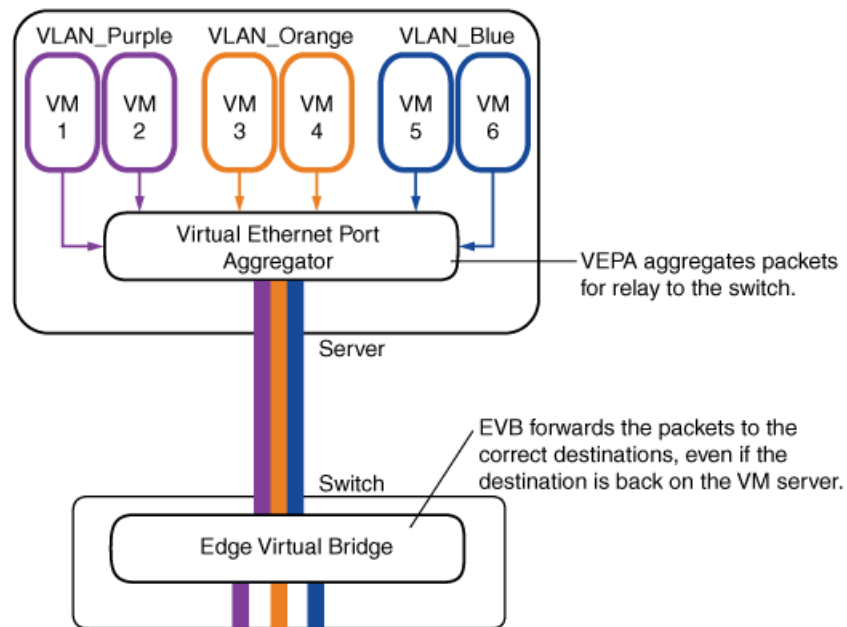 VLAN_Purple
VLAN_Orange
VLAN_Blue
VM
1
VM
2
VM
3
VM
4
VM
5
VM
6
Virtual Ethernet Port
Aggregator
VEPA aggregates packets
for relay to the switch.
Server
EVB forwards the packets to the
correct destinations, even if the
destination is back on the VM server.
Switch
Edge Virtual Bridge